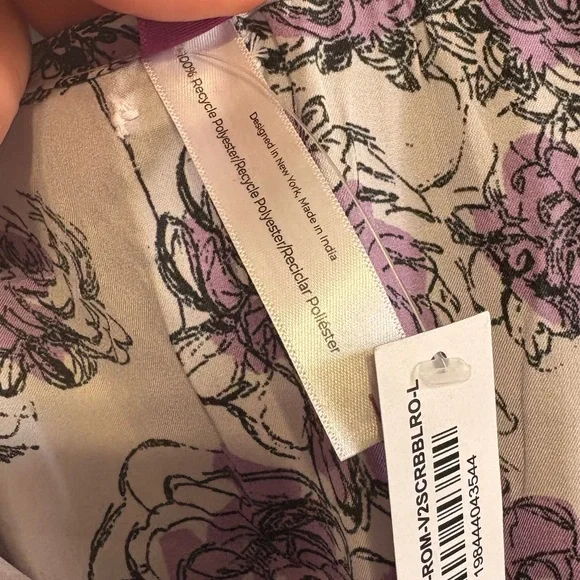 100% Recycle Polyester/Recycle Polyester/Reciclar Poliéster
Designed in New York, Made in India
ROM-V2SCRBBLRO-L
198444043544